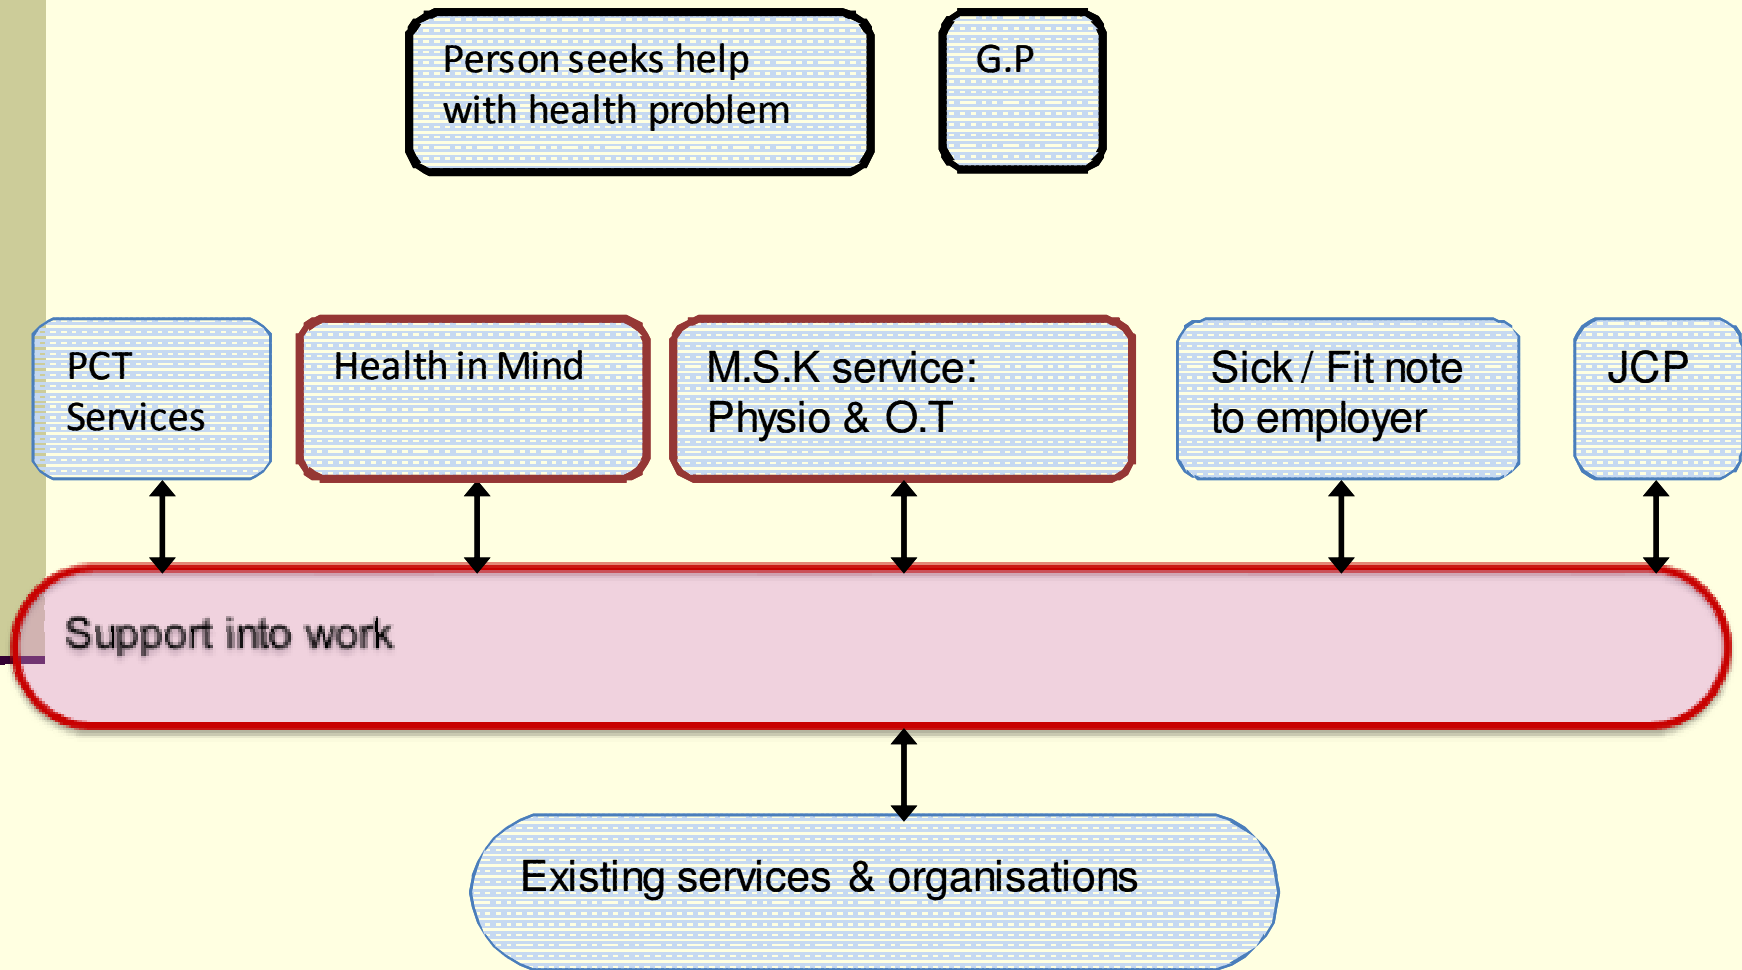 Person seeks help
with health problem
G.P
PCT
Services
Health in Mind
M.S.K service:
Physio & O.T
Sick / Fit note
to employer
JCP
Support into work
Existing services & organisations